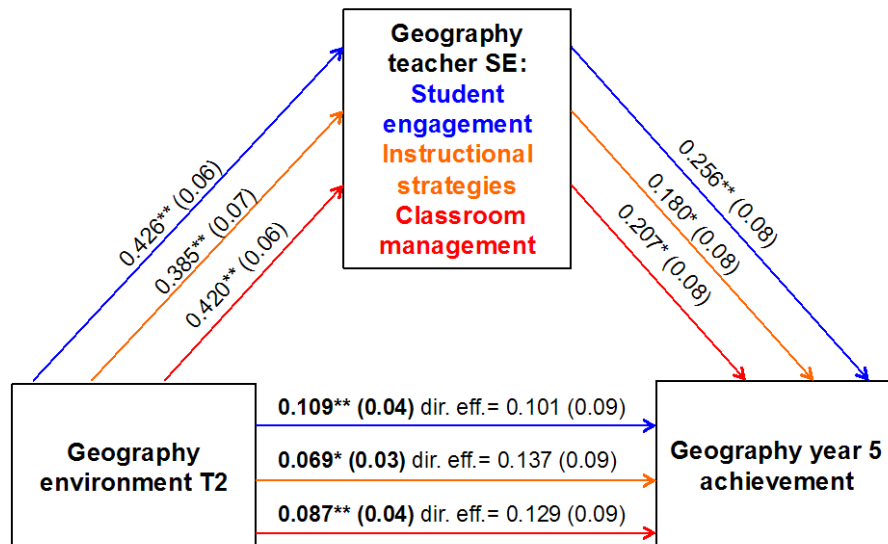 Geography
teacher SE:
Student
engagement
Instructional
strategies
Classroom
management
0.426** (0.06)
0.385** (0.07)
0.420** (0.06)
0.256** (0.08)
0.180* (0.08)
0.207* (0.08)
Geography
environment T2
0.109** (0.04) dir. eff.= 0.101 (0.09)
0.069* (0.03) dir. eff.= 0.137 (0.09)
0.087** (0.04) dir. eff.= 0.129 (0.09)
Geography year 5
achievement